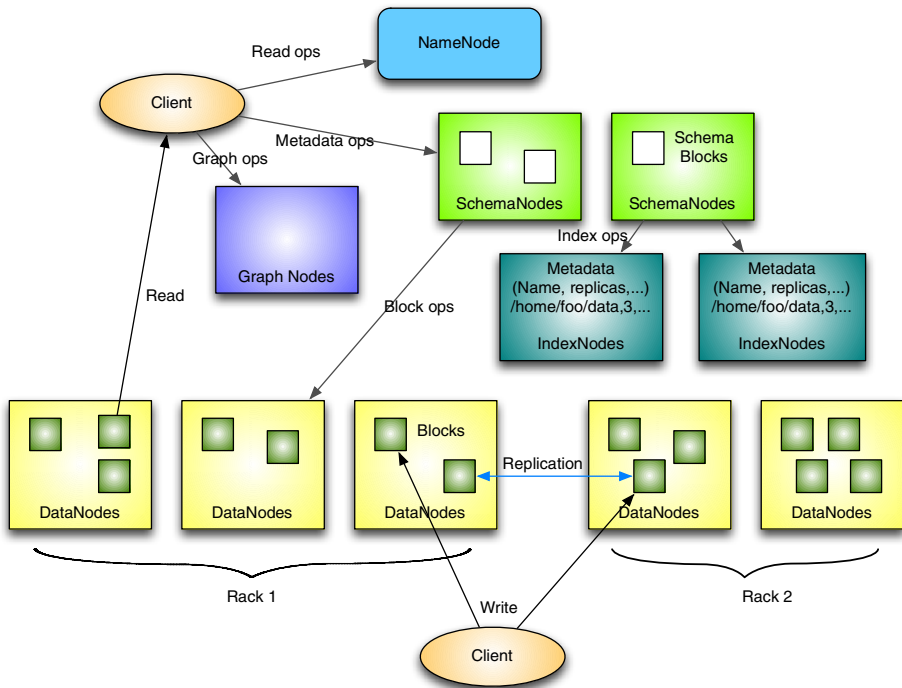 NameNode
Read ops
Client
Metadata ops
Graph ops
Schema
Blocks
SchemaNodes
SchemaNodes
Index ops
Graph Nodes
Metadata
(Name, replicas,...)
/home/foo/data,3,...
IndexNodes
Metadata
(Name, replicas,...)
/home/foo/data,3,...
IndexNodes
Read
Block ops
Blocks
Replication
DataNodes
DataNodes
DataNodes
DataNodes
DataNodes
Rack 1
Rack 2
Write
Client